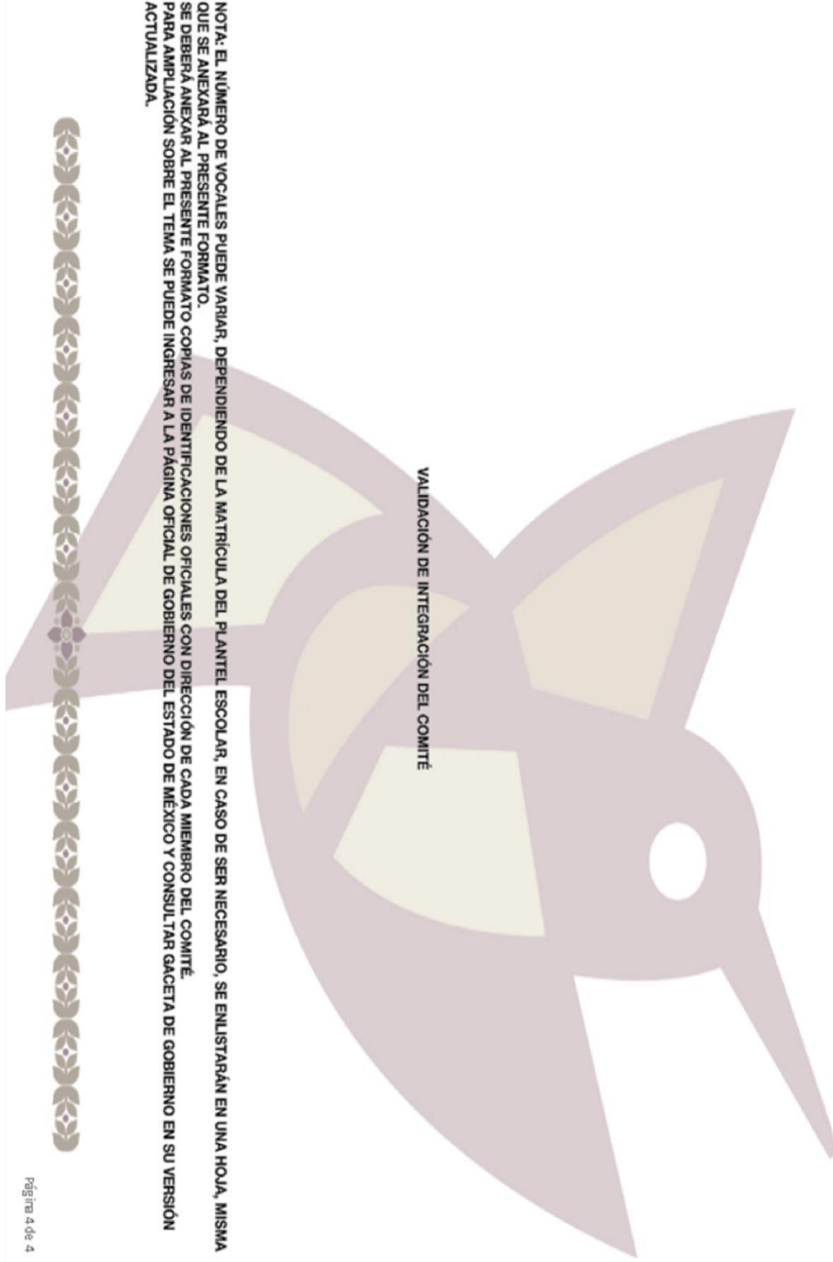 VALIDACIÓN DE INTEGRACIÓN DEL COMITÉ
NOTA: EL NÚMERO DE VOCALES PUEDE VARIAR, DEPENDIENDO DE LA MATRÍCULA DEL PLANTEL ESCOLAR, EN CASO DE SER NECESARIO, SE ENLISTARÁN EN UNA HOJA, MISMA
QUE SE ANEXARÁ AL PRESENTE FORMATO.
SE DEBERÁ ANEXAR AL PRESENTE FORMATO COPIAS DE IDENTIFICACIONES OFICIALES CON DIRECCIÓN DE CADA MIEMBRO DEL COMITÉ.
PARA AMPLIACIÓN SOBRE EL TEMA SE PUEDE INGRESAR A LA PÁGINA OFICIAL DE GOBIERNO DEL ESTADO DE MÉXICO Y CONSULTAR GACETA DE GOBIERNO EN SU VERSIÓN
ACTUALIZADA.
Página 4 de 4